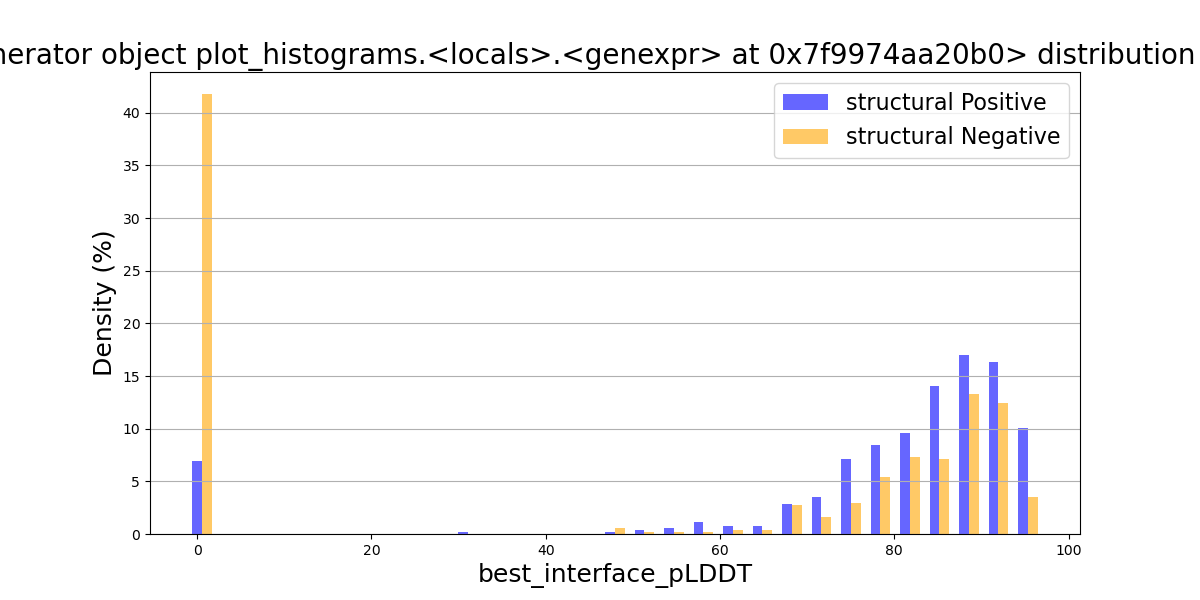 nerator object plot_histograms.<locals>.<genexpr> at 0x7f9974aa20b0> distribution
structural Positive
structural Negative
Density (%)
40
35
30
25
20
15
10
5
0
0 20 40 60 80 100
best_interface_pLDDT